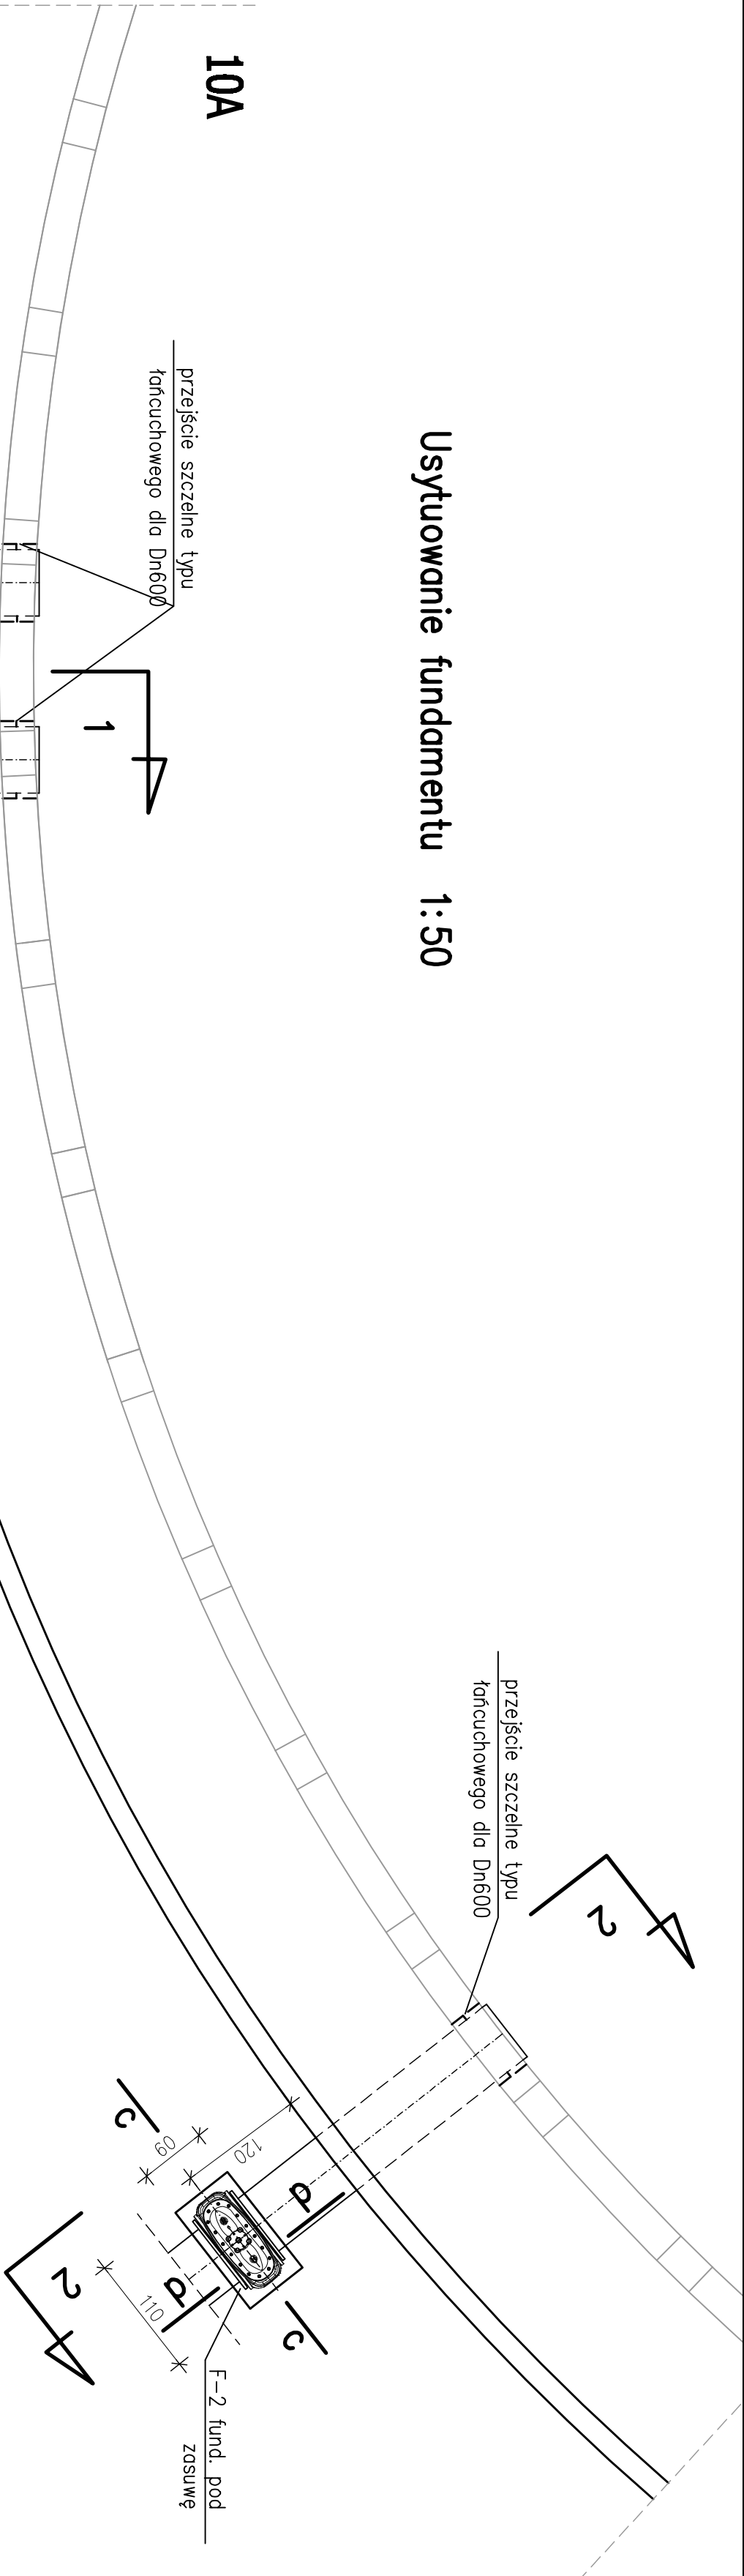 10A
Usytuowanie fundamentu 1:50
przejście szczelne typu
łańcuchowego dla Dn600
1
przejście szczelne typu
łańcuchowego dla Dn600
2
c
60
120
d
d
110
c
2
F-2 fund. pod
zasuwę